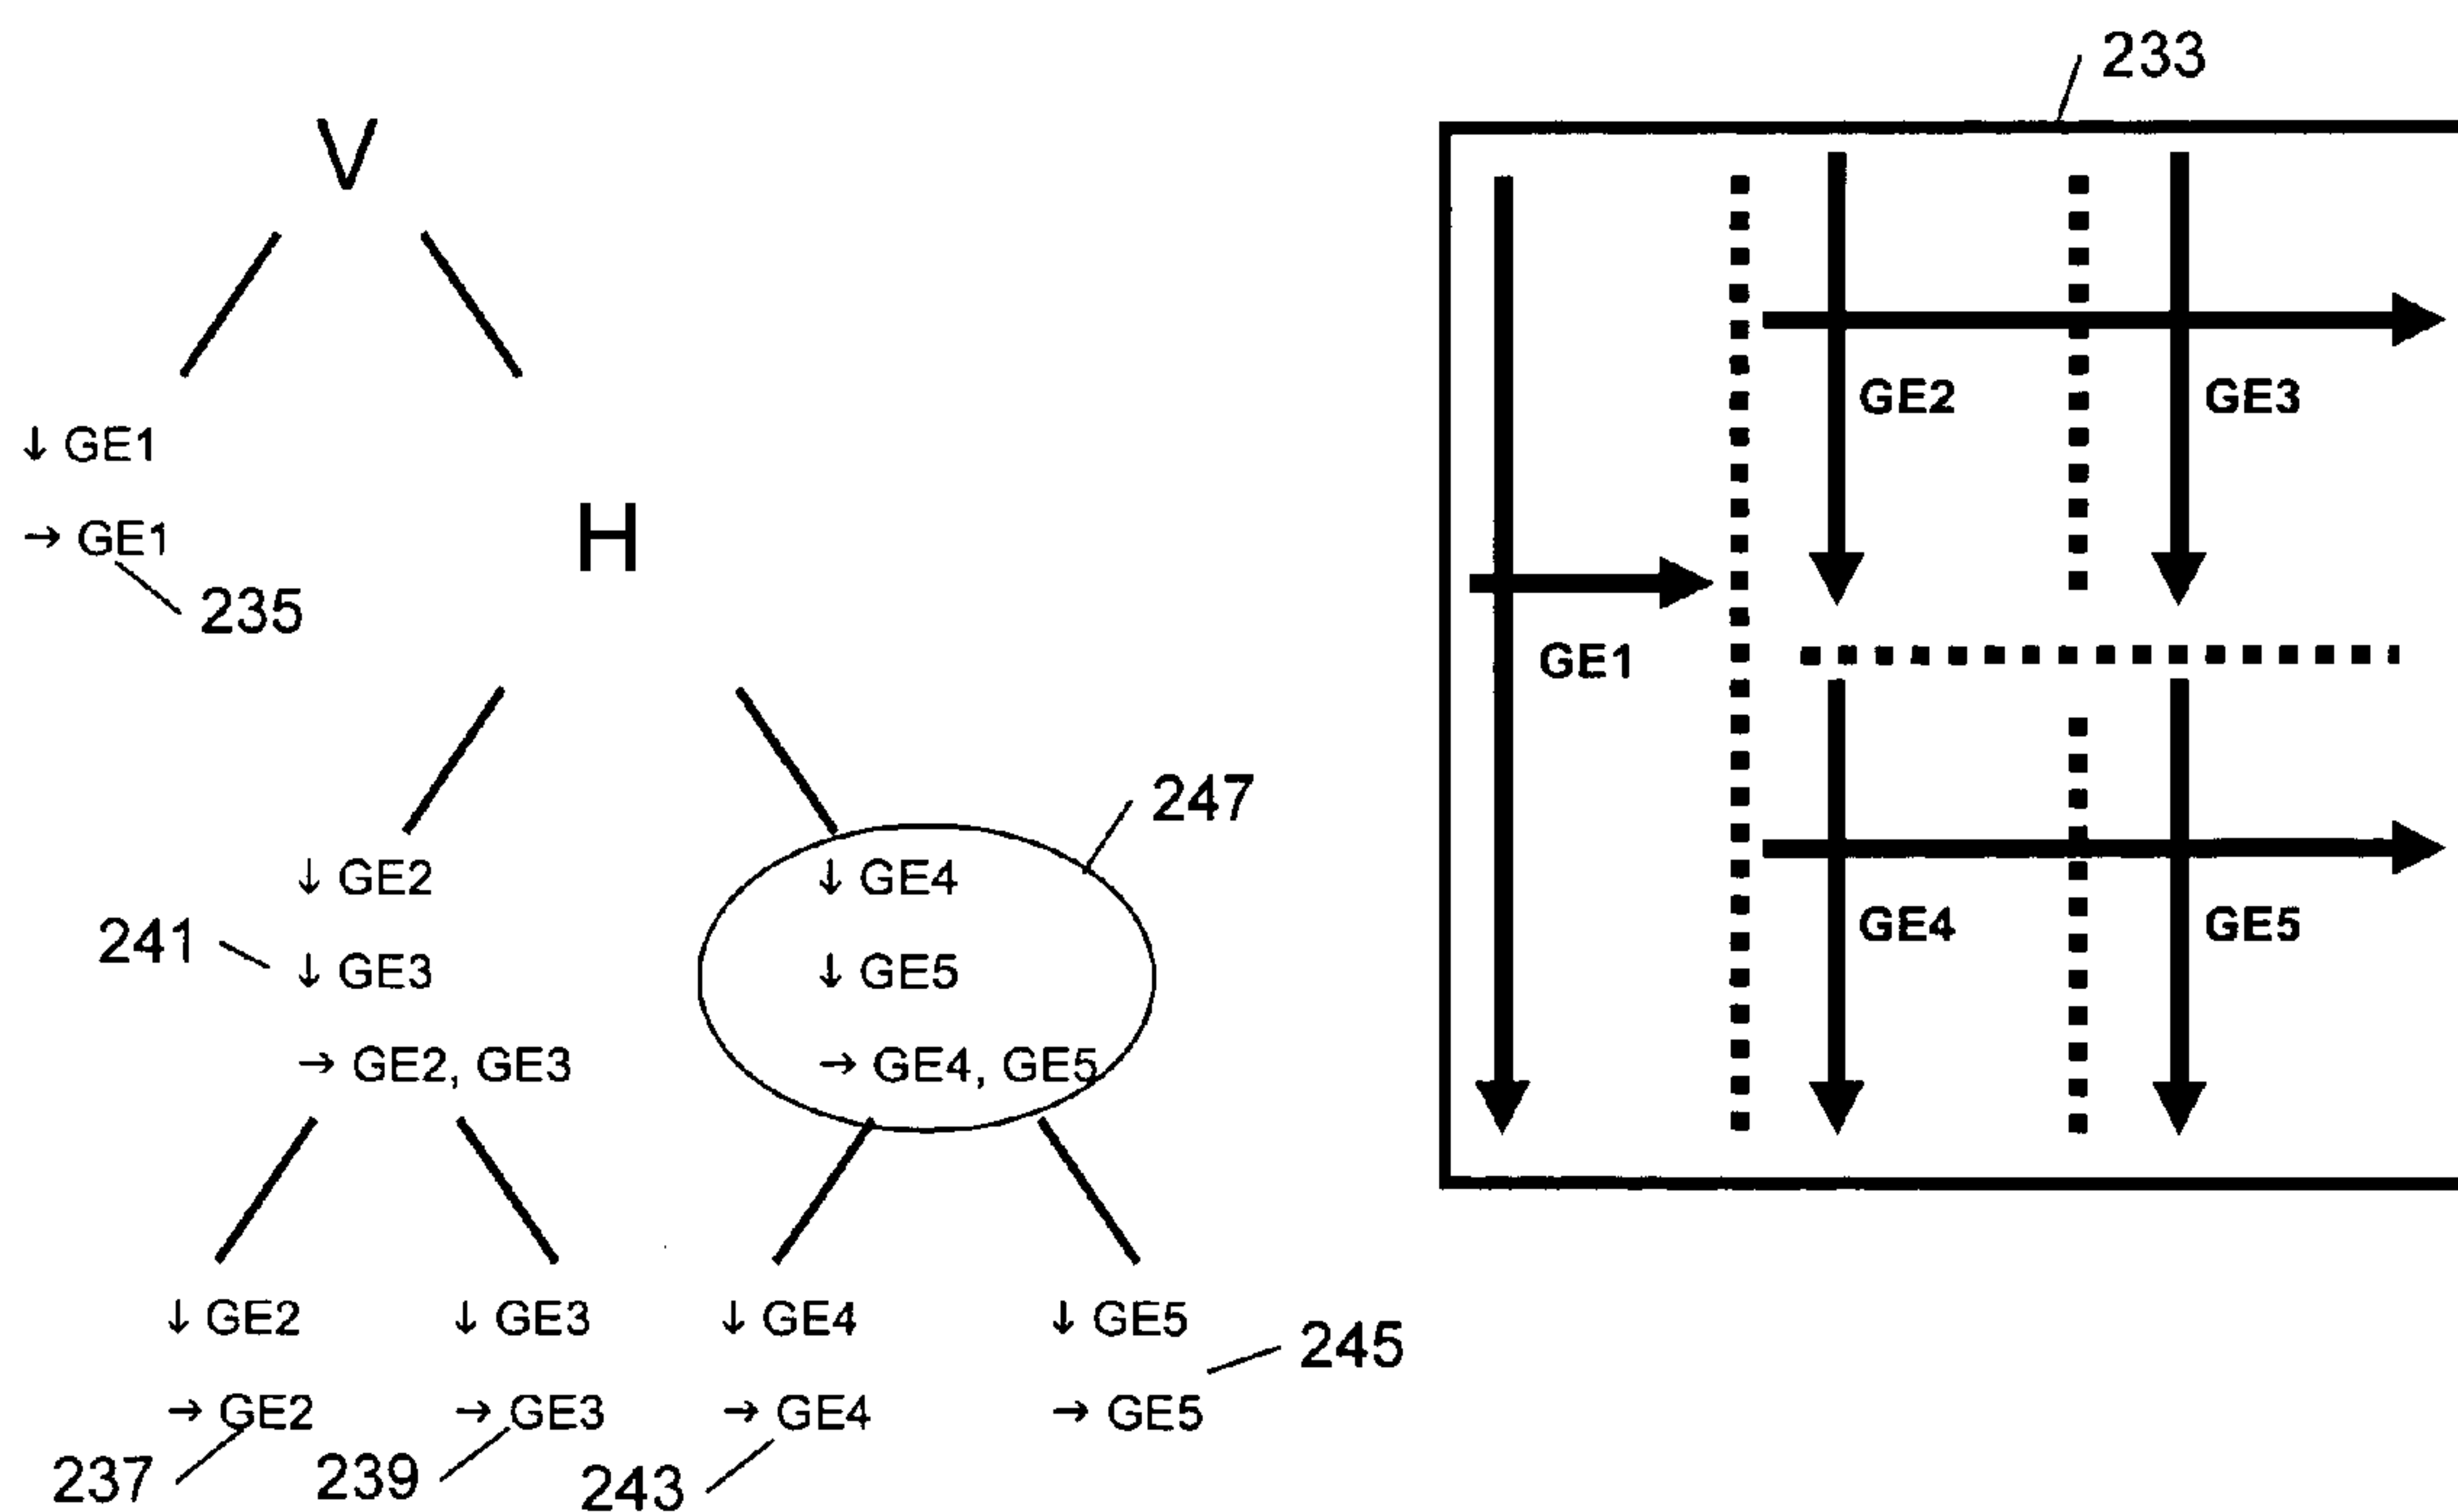 233
V
↓ GE1
→ GE1
235
H
247
↓ GE2
241
↓ GE3
→ GE2, GE3
↓ GE4
↓ GE5
→ GE4, GE5
↓ GE2
→ GE2
237
↓ GE3
→ GE3
239
↓ GE4
→ GE4
243
↓ GE5
→ GE5
245
GE1
GE2
GE3
GE4
GE5